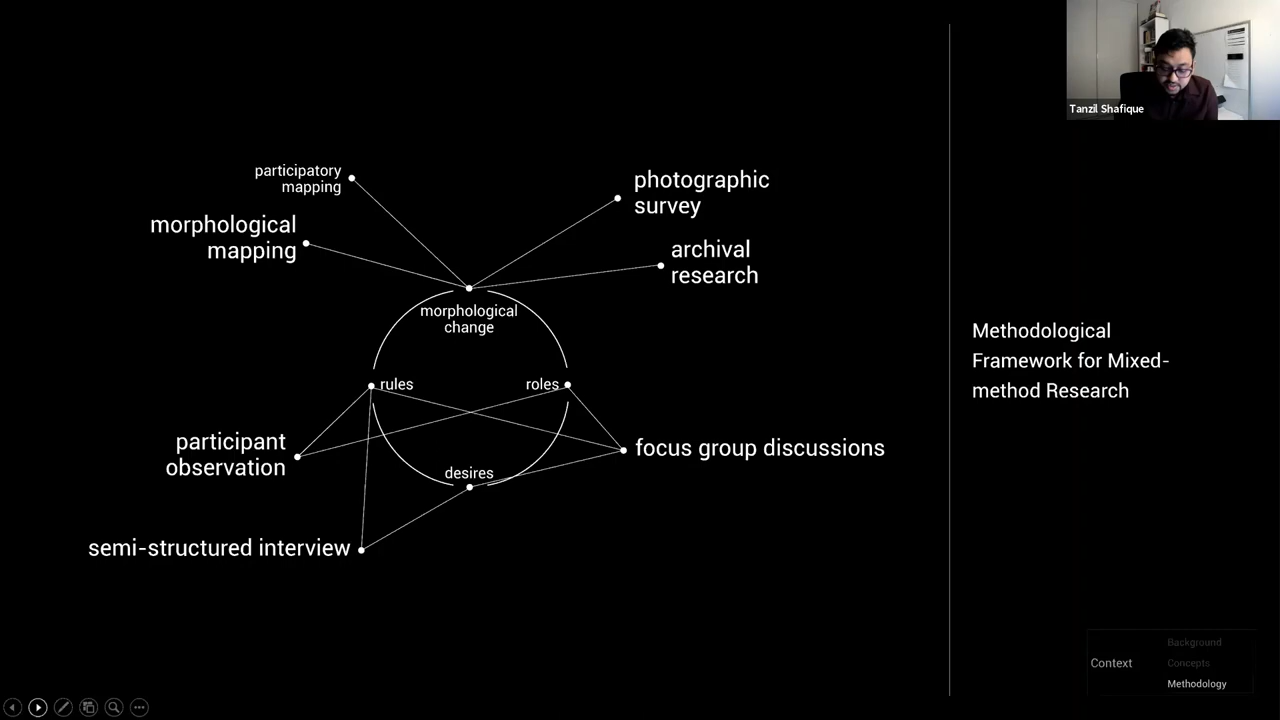 Tanzil Shafique
participatory
mapping
morphological
mapping
photographic
survey
archival
research
morphological
change
rules
roles
participant
observation
desires
focus group discussions
semi-structured interview
Methodological
Framework for Mixed-
method Research
Context
Background
Concepts
Methodology